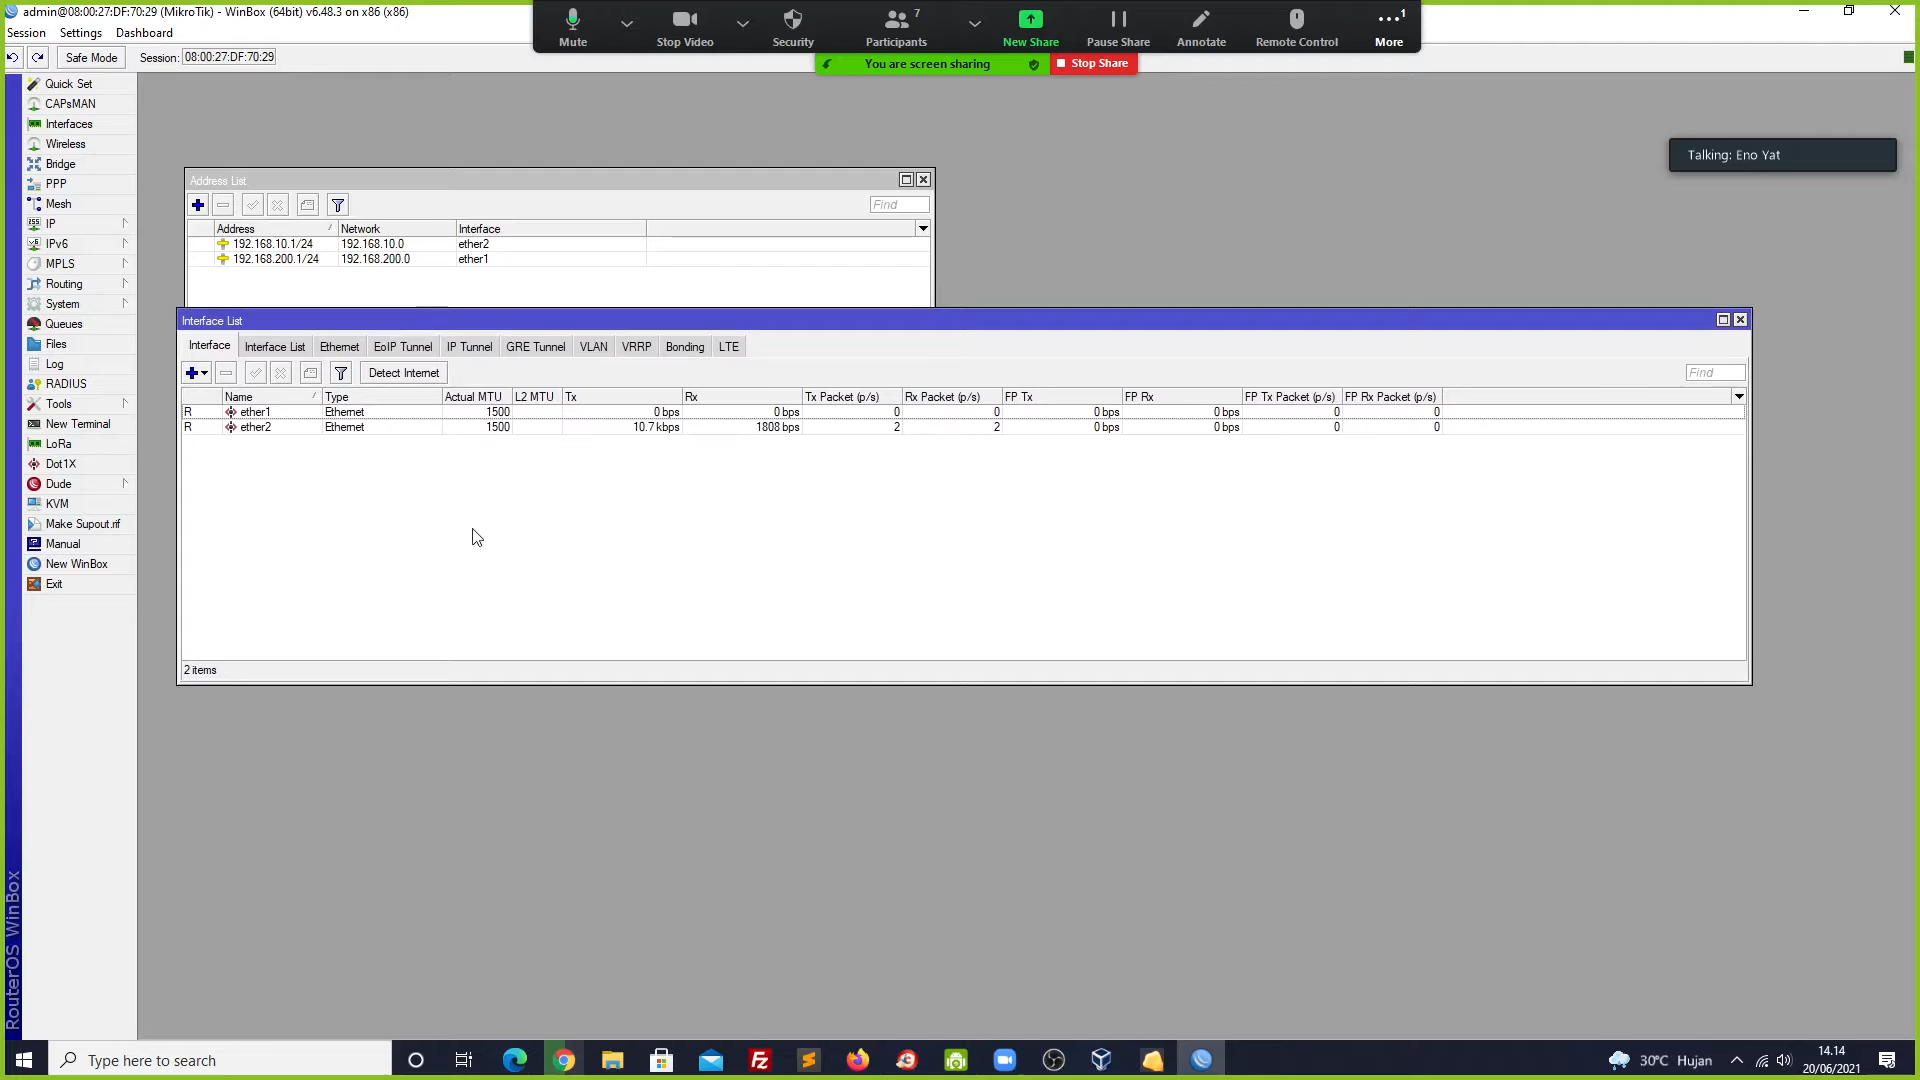 admin@08:00:27:DF:70:29 (MikroTik) - WinBox (64bit) v6.48.3 on x86 (x86)
Session Settings Dashboard
Safe Mode Session: 08:00:27:DF:70:29
Mute Stop Video Security 7 Participants New Share Pause Share Annotate Remote Control 1 More
You are screen sharing Stop Share
Talking: Eno Yat
Quick Set
CAPsMAN
Interfaces
Wireless
Bridge
PPP
Mesh
IP
IPv6
MPLS
Routing
System
Queues
Files
Log
RADIUS
Tools
New Terminal
LoRa
Dot1X
Dude
KVM
Make Supout.rif
Manual
New WinBox
Exit
RouterOS WinBox
Address List
Find
Address Network Interface
192.168.10.1/24 192.168.10.0 ether2
192.168.200.1/24 192.168.200.0 ether1
Interface List
Interface Interface List Ethernet EoIP Tunnel IP Tunnel GRE Tunnel VLAN VRRP Bonding LTE
Detect Internet Find
Name Type Actual MTU L2 MTU Tx Rx Tx Packet (p/s) Rx Packet (p/s) FP Tx FP Rx FP Tx Packet (p/s) FP Rx Packet (p/s)
R ether1 Ethernet 1500 0 bps 0 bps 0 0 0 bps 0 bps 0 0
R ether2 Ethernet 1500 10.7 kbps 1808 bps 2 2 0 bps 0 bps 0 0
2 items
Type here to search
30°C Hujan
14.14
20/06/2021